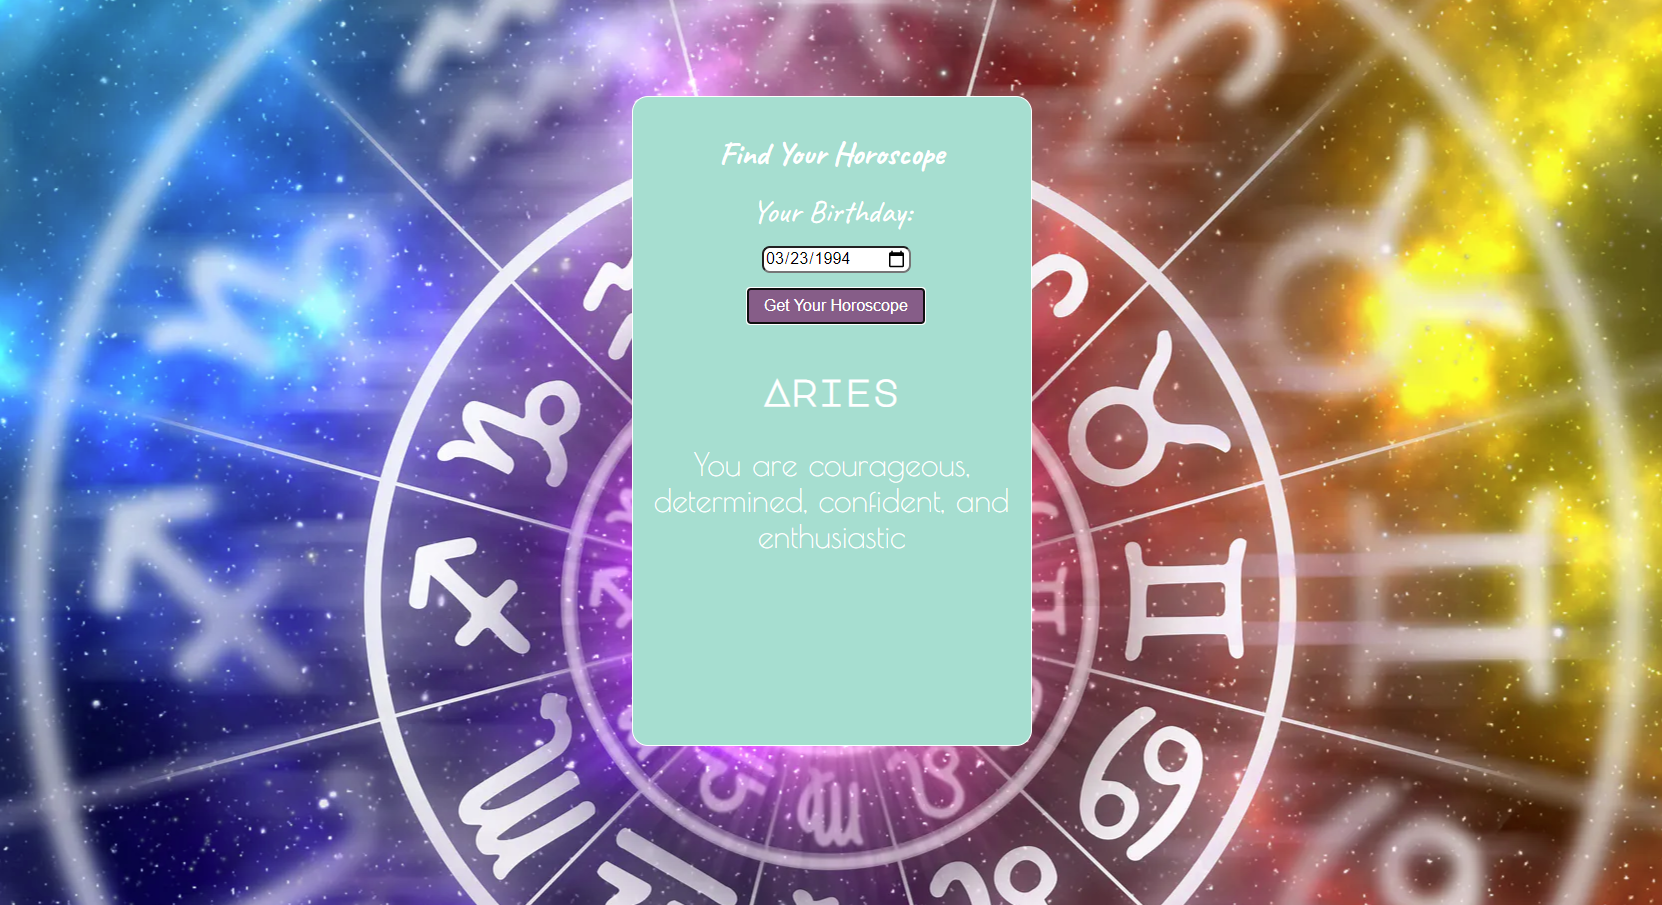 Find Your Horoscope
Your Birthday:
03/23/1994
Get Your Horoscope
ARIES
You are courageous,
determined, confident, and
enthusiastic